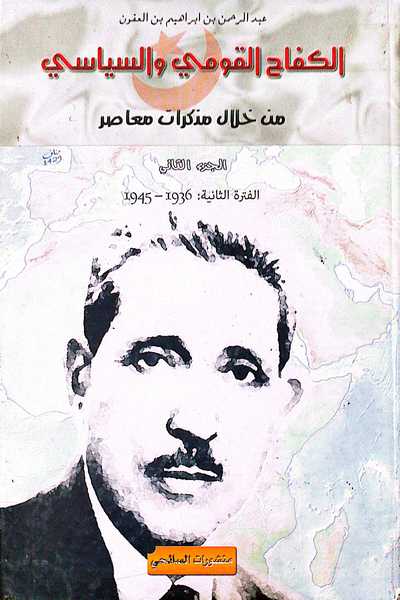 عبد الرحمن بن ابراهيم بن العقون
الكفاح القومي والسياسي
من خلال مذكرات معاصر
الجزء الثاني
الفترة الثانية: 1936 – 1945
منشورات السائحي